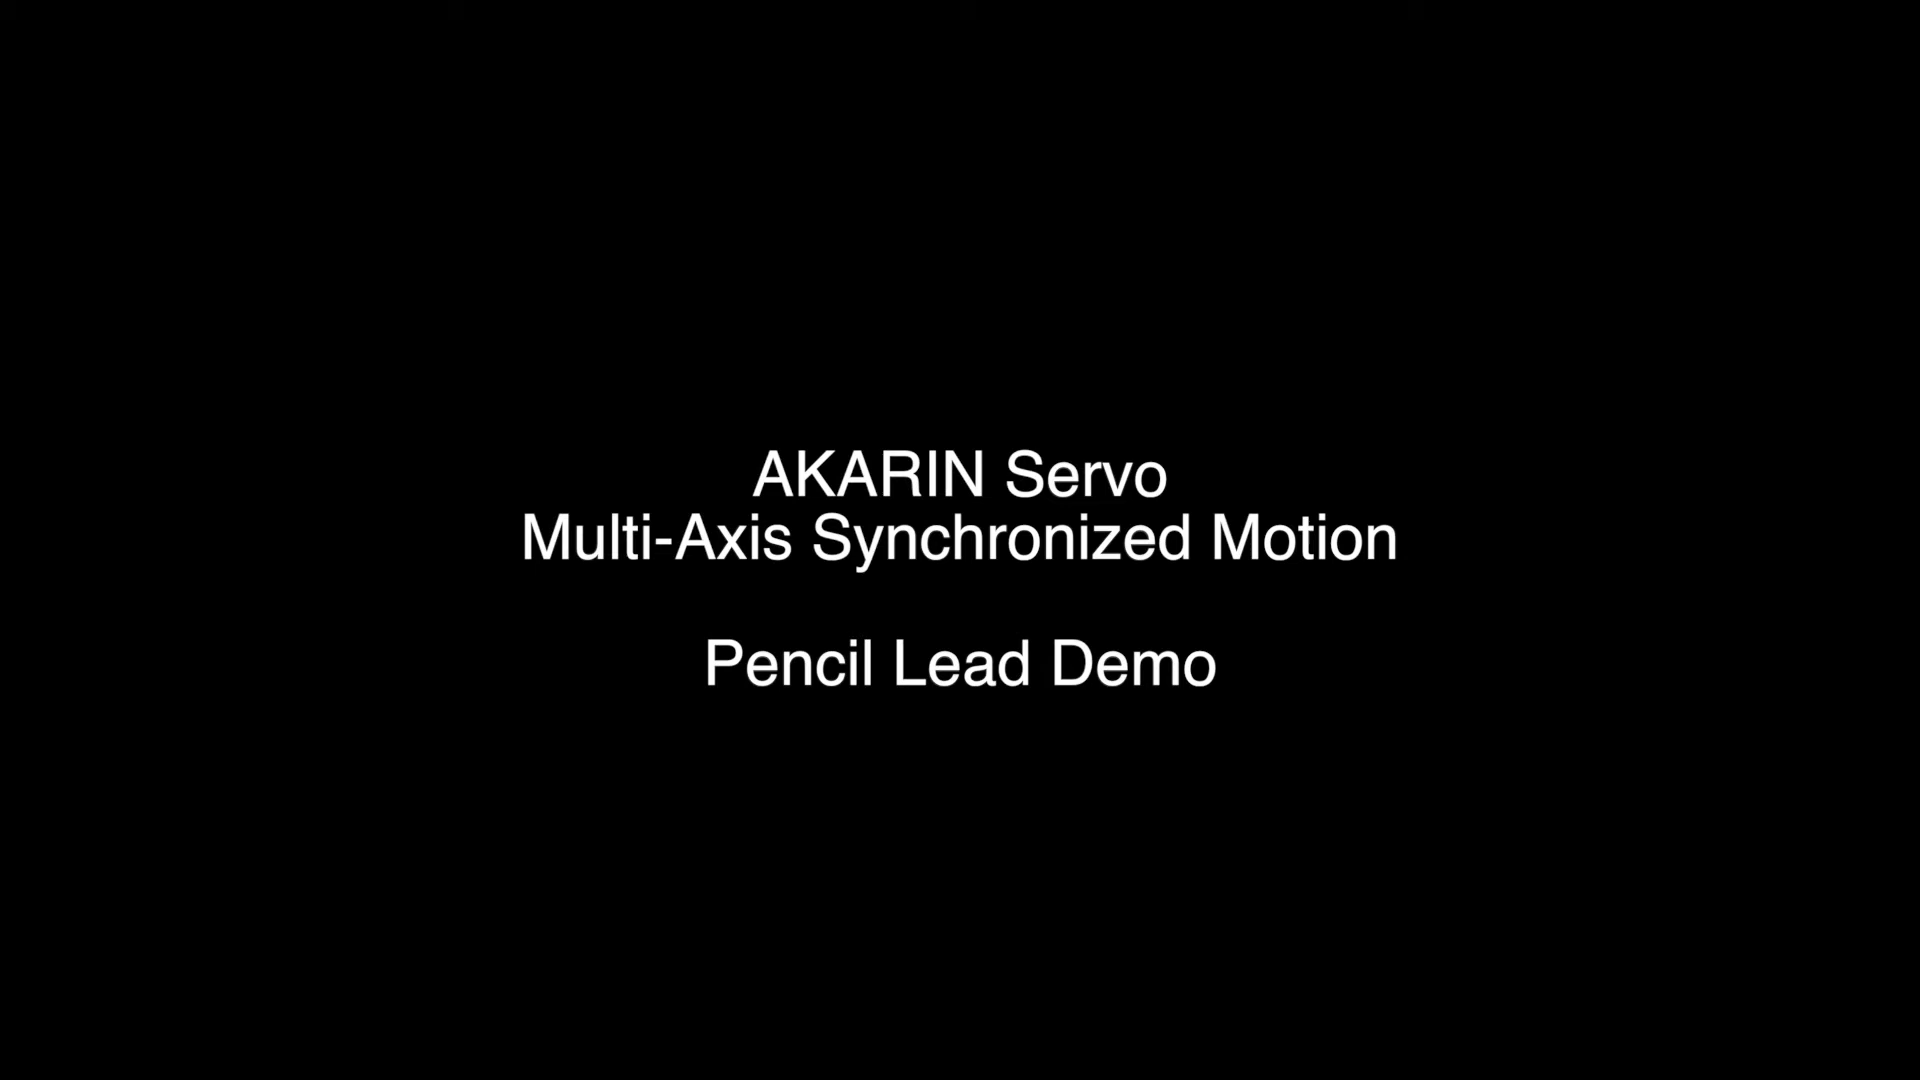 AKARIN Servo
Multi-Axis Synchronized Motion
Pencil Lead Demo